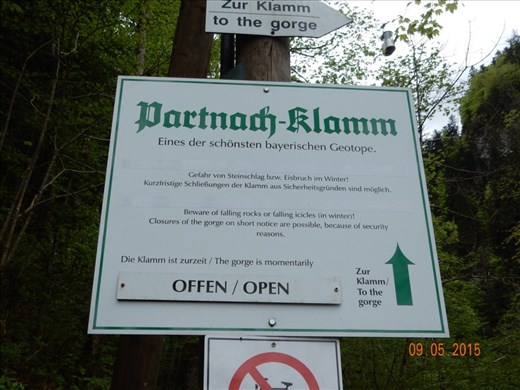 Zur Klamm
to the gorge
Partnach-Klamm
Eines der schönsten bayerischen Geotope.
Gefahr von Steinschlag bzw. Eisbruch im Winter!
Kurzfristige Schließungen der Klamm aus Sicherheitsgründen sind möglich.
Beware of falling rocks or falling icicles (in winter)!
Closures of the gorge on short notice are possible, because of security
reasons.
Die Klamm ist zurzeit / The gorge is momentarily
OFFEN / OPEN
Zur
Klamm/
To the
gorge
09.05.2015